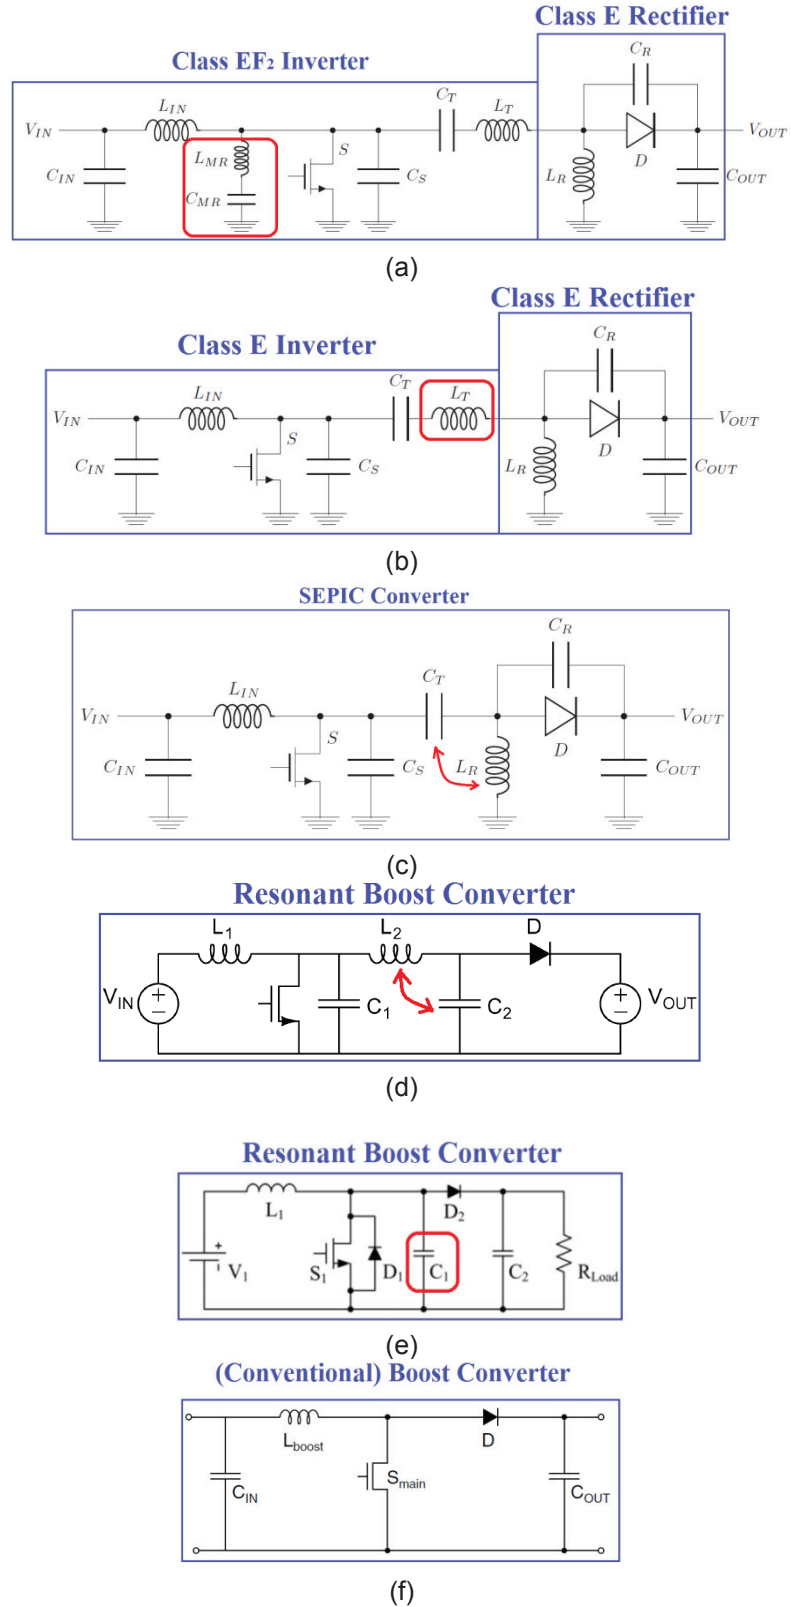 Class E Rectifier
Class EF₂ Inverter
C_R
C_T
L_T
L_IN
V_IN
V_OUT
L_MR
S
D
C_IN
C_MR
C_S
L_R
C_OUT
(a)
Class E Rectifier
Class E Inverter
C_R
C_T
L_T
L_IN
V_IN
V_OUT
S
D
C_IN
C_S
L_R
C_OUT
(b)
SEPIC Converter
C_R
C_T
L_IN
V_IN
V_OUT
S
D
C_IN
C_S
L_R
C_OUT
(c)
Resonant Boost Converter
L₁
L₂
D
V_IN
+
−
C₁
C₂
+
−
V_OUT
(d)
Resonant Boost Converter
L₁
D₂
+
V₁
S₁
D₁
C₁
C₂
R_Load
(e)
(Conventional) Boost Converter
L_boost
D
C_IN
S_main
C_OUT
(f)